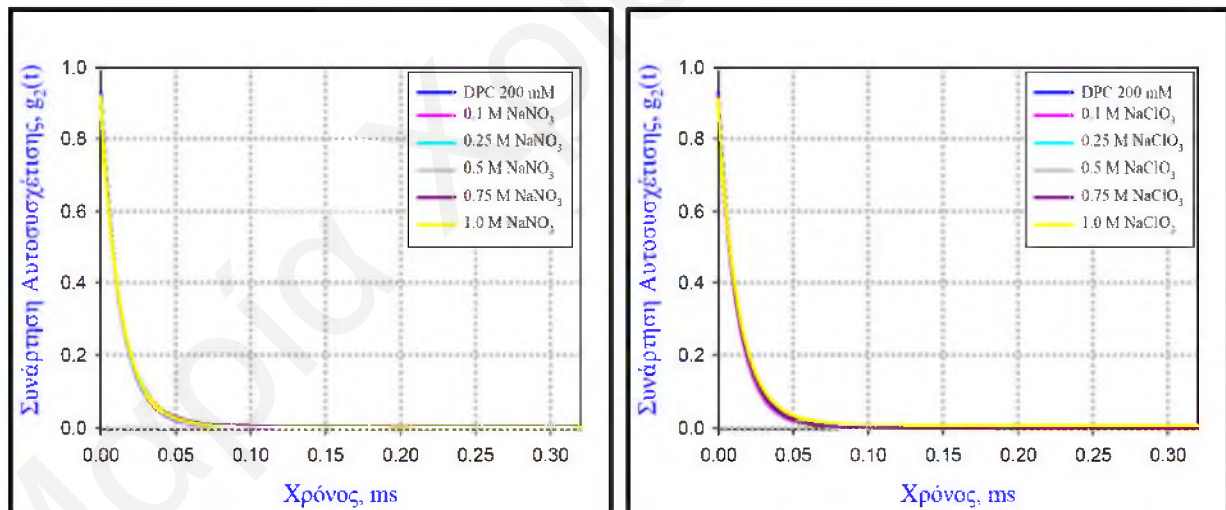 Συνάρτηση Αυτοσυσχέτισης, g₂(t)
1.0
0.8
0.6
0.4
0.2
0.0
DPC 200 mM
0.1 M NaNO₃
0.25 M NaNO₃
0.5 M NaNO₃
0.75 M NaNO₃
1.0 M NaNO₃
0.00 0.05 0.10 0.15 0.20 0.25 0.30
Χρόνος, ms
Συνάρτηση Αυτοσυσχέτισης, g₂(t)
1.0
0.8
0.6
0.4
0.2
0.0
DPC 200 mM
0.1 M NaClO₃
0.25 M NaClO₃
0.5 M NaClO₃
0.75 M NaClO₃
1.0 M NaClO₃
0.00 0.05 0.10 0.15 0.20 0.25 0.30
Χρόνος, ms
Μαρία